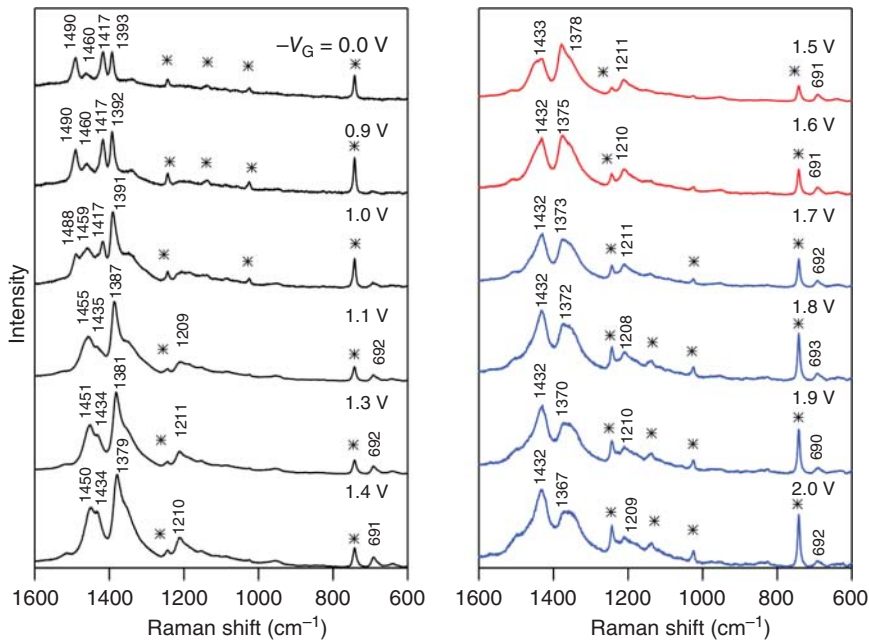 Intensity
1490 1460 1417 1393
−V_G = 0.0 V
* * * *
1490 1460 1417 1392
0.9 V
* * * *
1488 1459 1417 1391
1.0 V
* * *
1455 1435 1387
1209
1.1 V
* *
692
1451 1434 1381
1211
1.3 V
* *
692
1450 1434 1379
1210
1.4 V
* *
691
1600 1400 1200 1000 800 600
Raman shift (cm⁻¹)
1433 1378
1211
1.5 V
* *
691
1432 1375
1210
1.6 V
* *
691
1432 1373
1211
1.7 V
* * *
692
1432 1372
1208
1.8 V
* * * *
693
1432 1370
1210
1.9 V
* * * *
690
1432 1367
1209
2.0 V
* * * *
692
1600 1400 1200 1000 800 600
Raman shift (cm⁻¹)